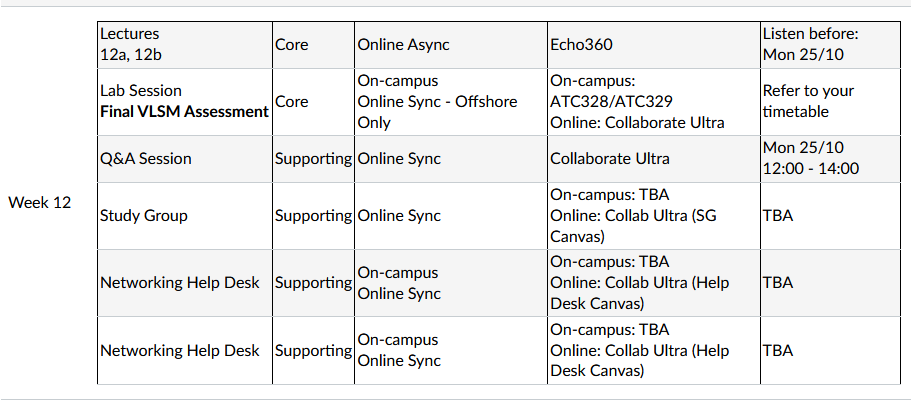 Week 12
Lectures
12a, 12b
Core
Online Async
Echo360
Listen before:
Mon 25/10
Lab Session
Final VLSM Assessment
Core
On-campus
Online Sync - Offshore
Only
On-campus:
ATC328/ATC329
Online: Collaborate Ultra
Refer to your
timetable
Q&A Session
Supporting
Online Sync
Collaborate Ultra
Mon 25/10
12:00 - 14:00
Study Group
Supporting
Online Sync
On-campus: TBA
Online: Collab Ultra (SG
Canvas)
TBA
Networking Help Desk
Supporting
On-campus
Online Sync
On-campus: TBA
Online: Collab Ultra (Help
Desk Canvas)
TBA
Networking Help Desk
Supporting
On-campus
Online Sync
On-campus: TBA
Online: Collab Ultra (Help
Desk Canvas)
TBA